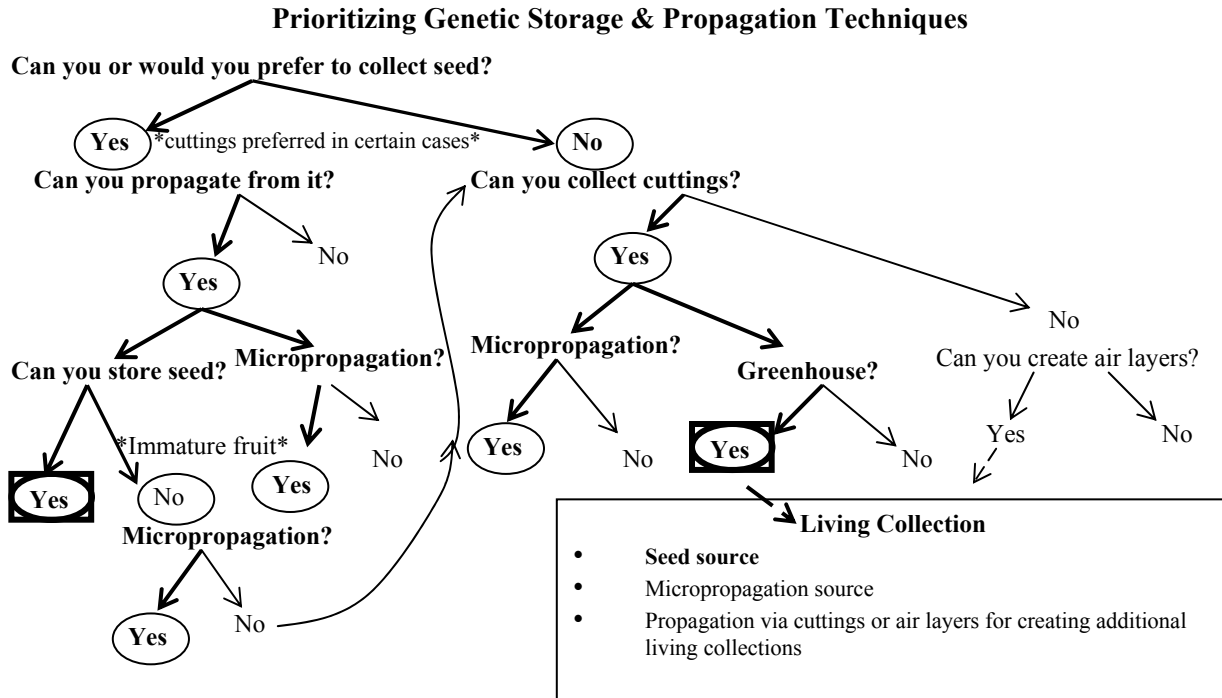 Prioritizing Genetic Storage & Propagation Techniques
Can you or would you prefer to collect seed?
Yes *cuttings preferred in certain cases* No
Can you propagate from it? Can you collect cuttings?
No
Yes
Yes
No
Can you store seed? Micropropagation?
Micropropagation? Greenhouse?
Can you create air layers?
*Immature fruit*
Yes No Yes No
Yes No Yes No
Yes No
Micropropagation?
Yes No
Living Collection
• Seed source
• Micropropagation source
• Propagation via cuttings or air layers for creating additional
living collections